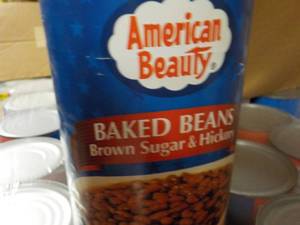 American
Beauty®
BAKED BEANS
Brown Sugar & Hickory